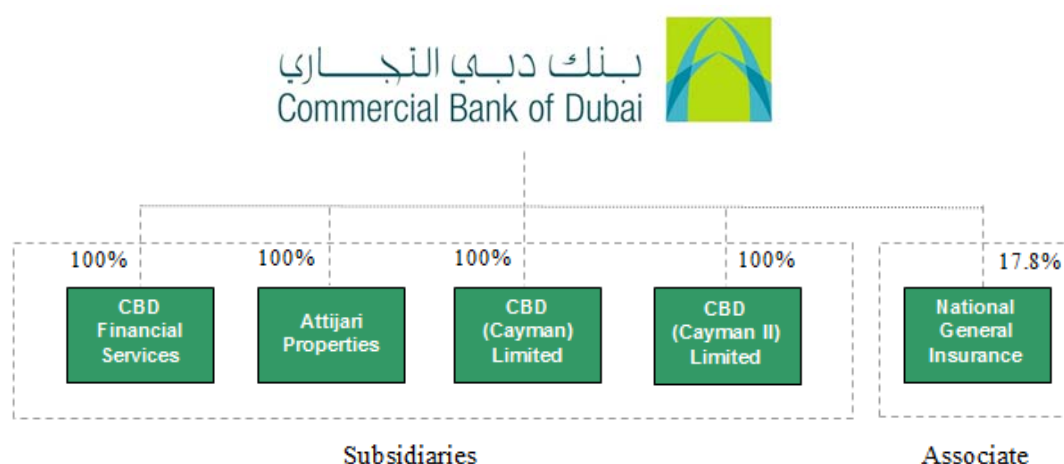 بنك دبي التجاري
Commercial Bank of Dubai
100%
100%
100%
100%
17.8%
CBD
Financial
Services
Attijari
Properties
CBD
(Cayman)
Limited
CBD
(Cayman II)
Limited
National
General
Insurance
Subsidiaries
Associate